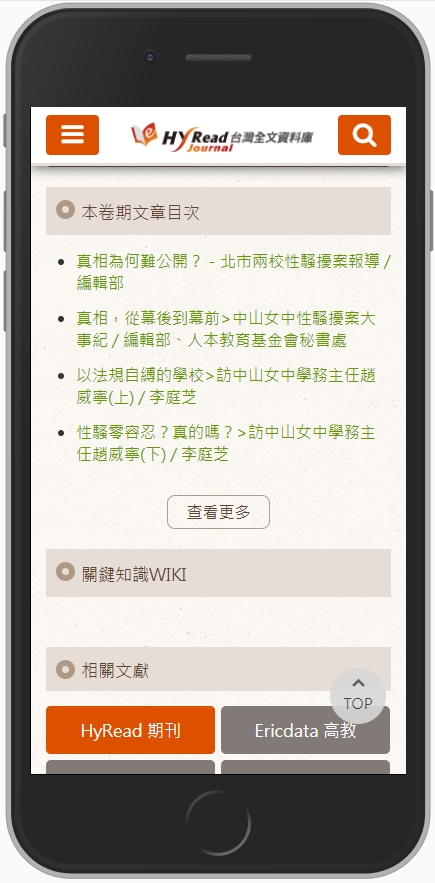 HyRead 台灣全文資料庫
Journal
本卷期文章目次
真相為何難公開？－北市兩校性騷擾案報導 /
編輯部
真相，從幕後到幕前>中山女中性騷擾案大
事紀 / 編輯部、人本教育基金會秘書處
以法規自縛的學校>訪中山女中學務主任趙
威寧(上) / 李庭芝
性騷零容忍？真的嗎？>訪中山女中學務主
任趙威寧(下) / 李庭芝
查看更多
關鍵知識WIKI
相關文獻
TOP
HyRead 期刊
Ericdata 高教